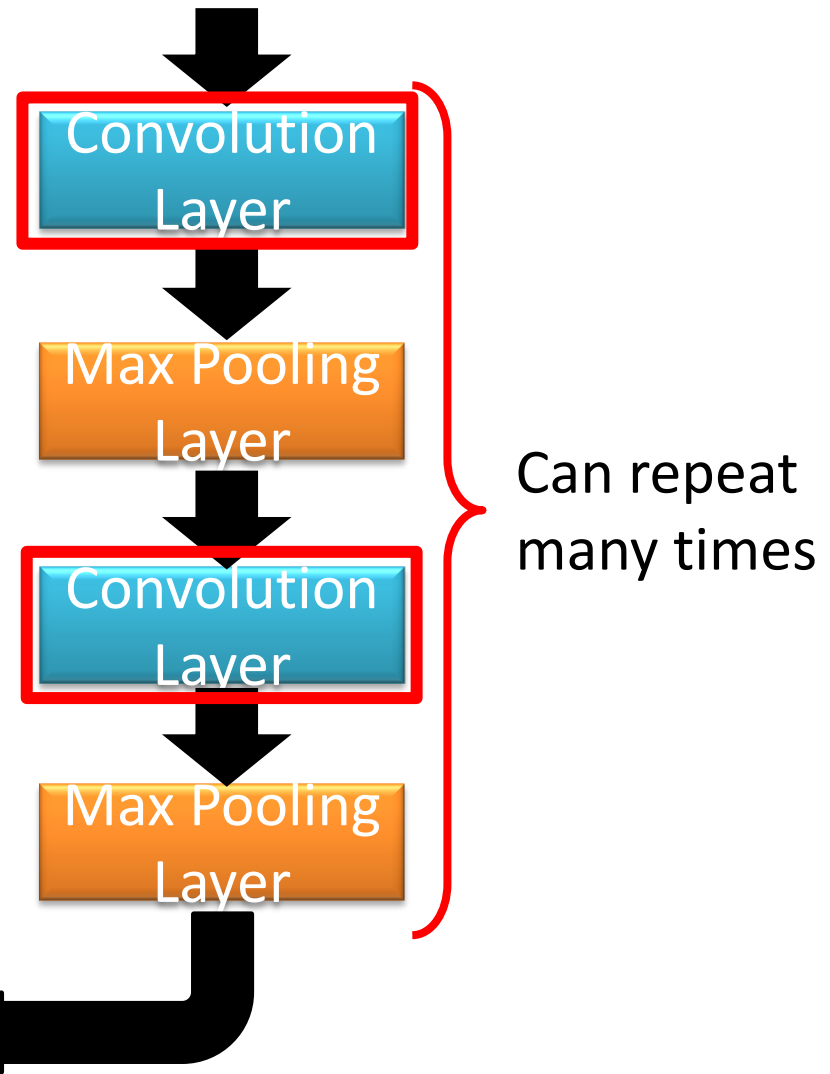 Convolution
Layer
Max Pooling
Layer
Can repeat
many times
Convolution
Layer
Max Pooling
Layer